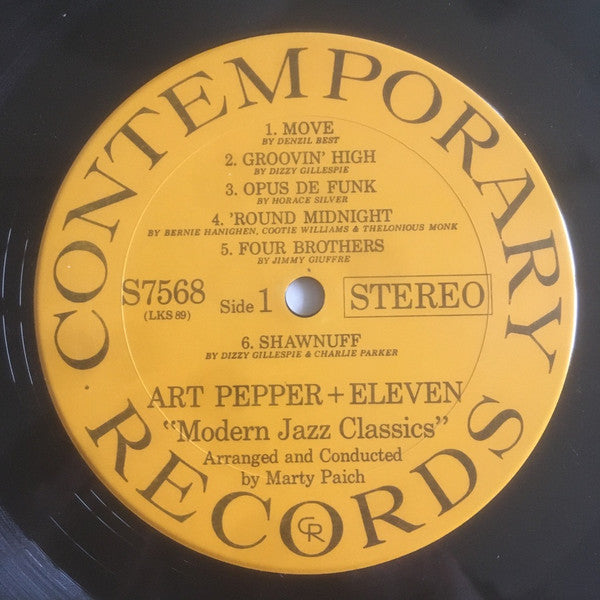 CONTEMPORARY
1. MOVE
BY DENZIL BEST
2. GROOVIN' HIGH
BY DIZZY GILLESPIE
3. OPUS DE FUNK
BY HORACE SILVER
4. 'ROUND MIDNIGHT
BY BERNIE HANIGHEN, COOTIE WILLIAMS & THELONIOUS MONK
5. FOUR BROTHERS
BY JIMMY GIUFFRE
S7568 Side 1 STEREO
(LKS 89)
6. SHAWNUFF
BY DIZZY GILLESPIE & CHARLIE PARKER
ART PEPPER + ELEVEN
“Modern Jazz Classics”
Arranged and Conducted
by Marty Paich
RECORDS
CR